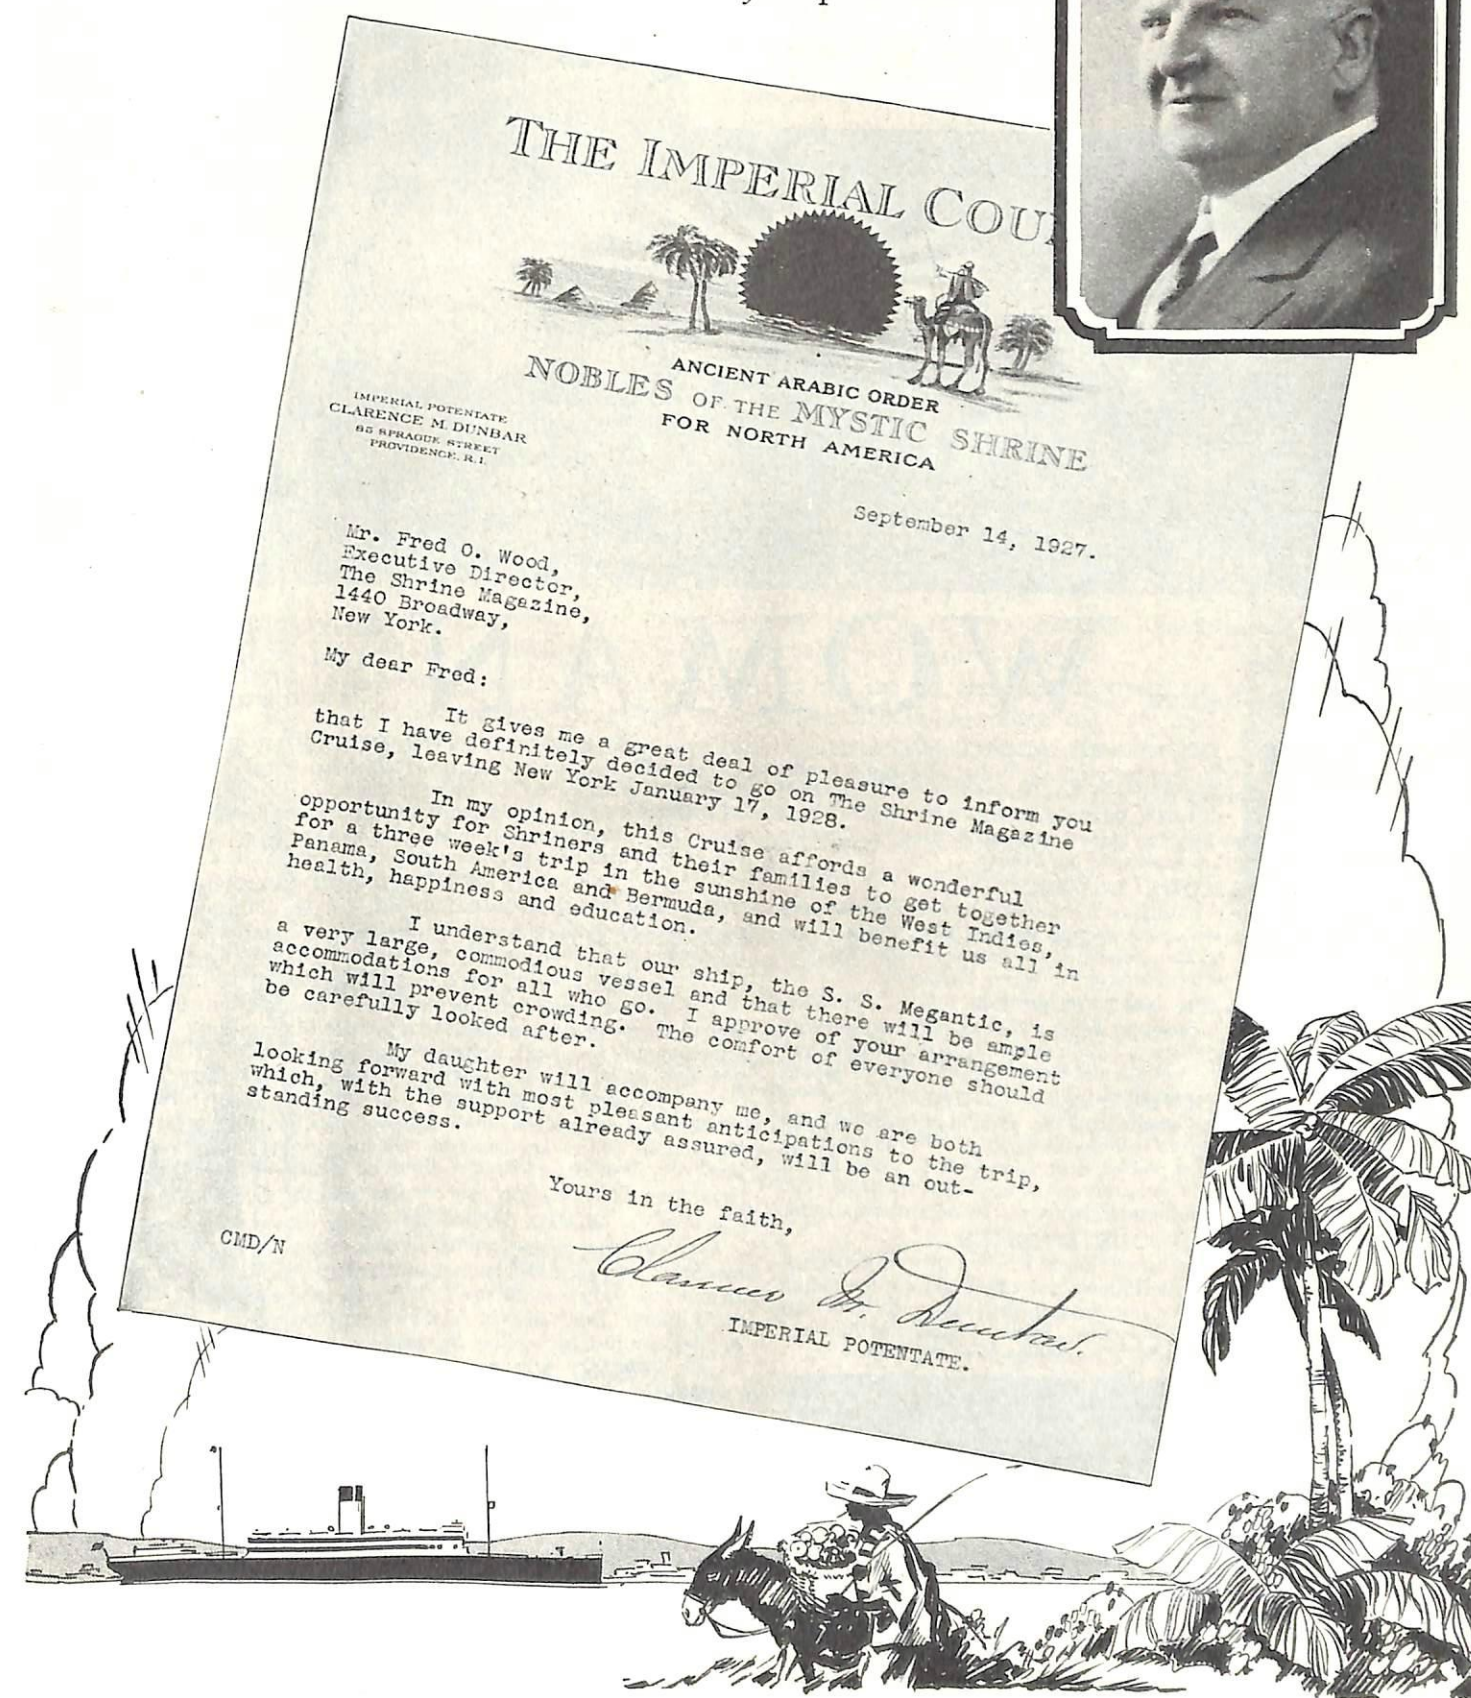 THE IMPERIAL COU
ANCIENT ARABIC ORDER
NOBLES OF THE MYSTIC SHRINE
FOR NORTH AMERICA
IMPERIAL POTENTATE
CLARENCE M. DUNBAR
85 SPRAGUE STREET
PROVIDENCE, R.I.
September 14, 1927.
Mr. Fred O. Wood,
Executive Director,
The Shrine Magazine,
1440 Broadway,
New York.
My dear Fred:
It gives me a great deal of pleasure to inform you
that I have definitely decided to go on The Shrine Magazine
Cruise, leaving New York January 17, 1928.
In my opinion, this Cruise affords a wonderful
opportunity for Shriners and their families to get together
for a three week's trip in the sunshine of the West Indies,
Panama, South America and Bermuda, and will benefit us all in
health, happiness and education.
I understand that our ship, the S. S. Megantic, is
a very large, commodious vessel and that there will be ample
accommodations for all who go. I approve of your arrangement
which will prevent crowding. The comfort of everyone should
be carefully looked after.
My daughter will accompany me, and we are both
looking forward with most pleasant anticipations to the trip,
which, with the support already assured, will be an out-
standing success.
Yours in the faith,
CMD/N
Clarence M. Dunbar.
IMPERIAL POTENTATE.